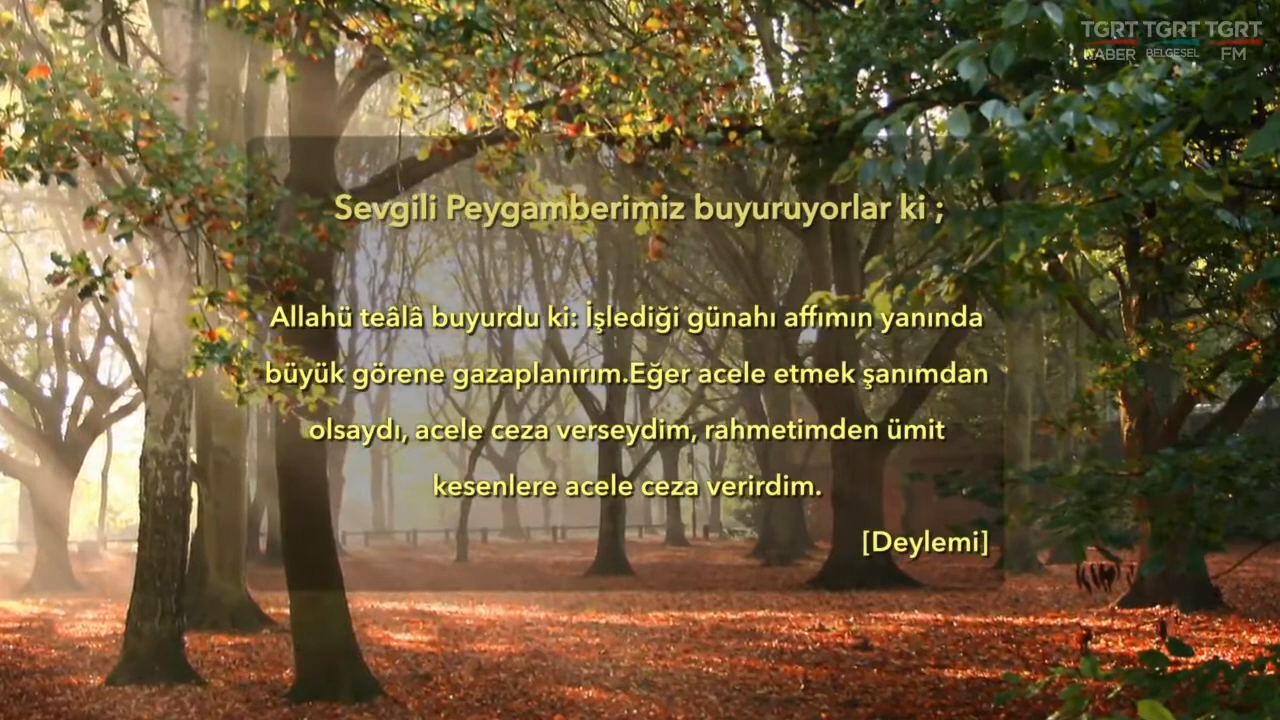 TGRT TGRT TGRT
HABER BELGESEL FM
Sevgili Peygamberimiz buyuruyorlar ki ;
Allahü teâlâ buyurdu ki: İşlediği günahı affımın yanında
büyük görene gazaplanırım.Eğer acele etmek şanımdan
olsaydı, acele ceza verseydim, rahmetimden ümit
kesenlere acele ceza verirdim.
[Deylemi]